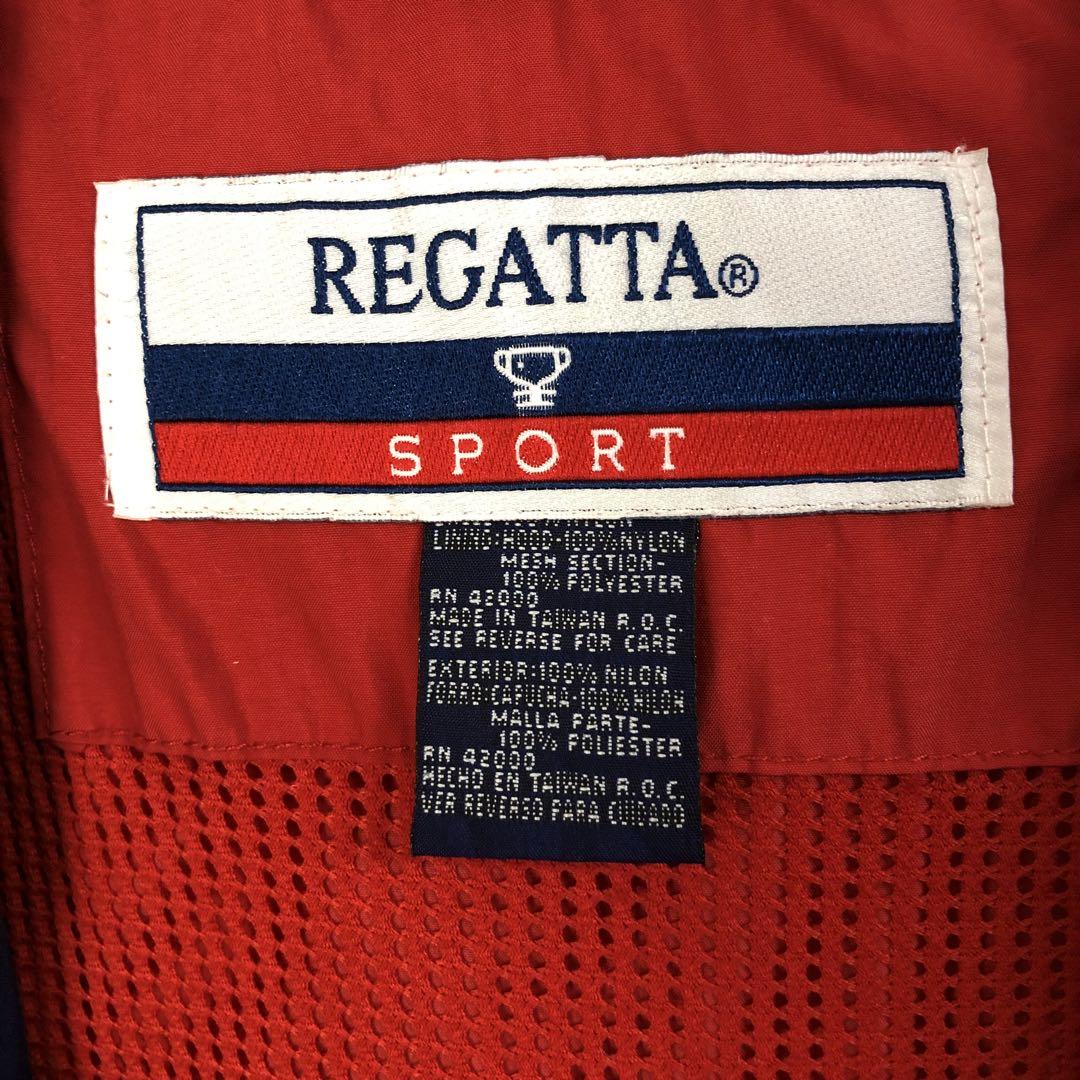 REGATTA®
SPORT
LINING: HOOD-100% NYLON
MESH SECTION-
100% POLYESTER
RN 42000
MADE IN TAIWAN R.O.C.
SEE REVERSE FOR CARE
EXTERIOR:100% NILON
FORRO:CAPUCHA-100% NILON
MALLA PARTE-
100% POLIESTER
RN 42000
HECHO EN TAIWAN R.O.C.
VER REVERSO PARA CUIDADO